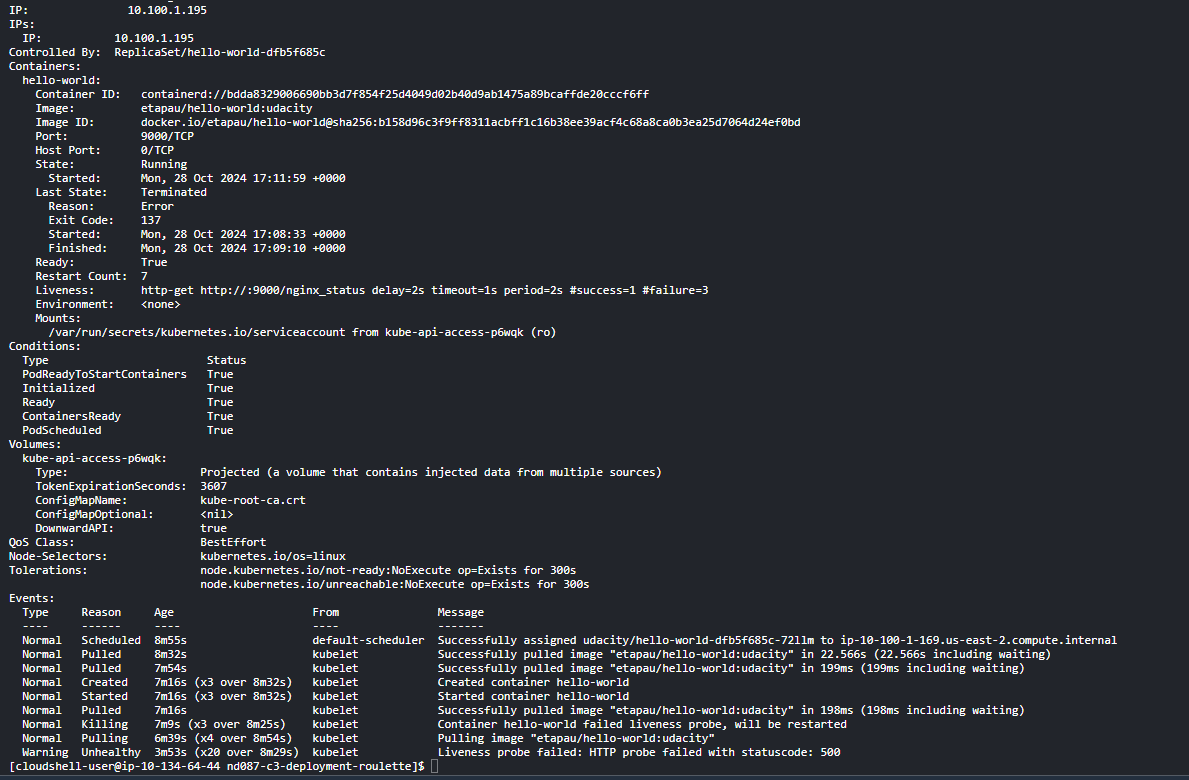 IP:               10.100.1.195
IPs:
  IP:           10.100.1.195
Controlled By:  ReplicaSet/hello-world-dfb5f685c
Containers:
  hello-world:
    Container ID:   containerd://bdda8329006690bb3d7f854f25d4049d02b40d9ab1475a89bcaffde20cccf6ff
    Image:          etapau/hello-world:udacity
    Image ID:       docker.io/etapau/hello-world@sha256:b158d96c3f9ff8311acbff1c16b38ee39acf4c68a8ca0b3ea25d7064d24ef0bd
    Port:           9000/TCP
    Host Port:      0/TCP
    State:          Running
      Started:      Mon, 28 Oct 2024 17:11:59 +0000
    Last State:     Terminated
      Reason:       Error
      Exit Code:    137
      Started:      Mon, 28 Oct 2024 17:08:33 +0000
      Finished:     Mon, 28 Oct 2024 17:09:10 +0000
    Ready:          True
    Restart Count:  7
    Liveness:       http-get http://:9000/nginx_status delay=2s timeout=1s period=2s #success=1 #failure=3
    Environment:    <none>
    Mounts:
      /var/run/secrets/kubernetes.io/serviceaccount from kube-api-access-p6wqk (ro)
Conditions:
  Type                        Status
  PodReadyToStartContainers   True
  Initialized                 True
  Ready                       True
  ContainersReady             True
  PodScheduled                True
Volumes:
  kube-api-access-p6wqk:
    Type:                    Projected (a volume that contains injected data from multiple sources)
    TokenExpirationSeconds:  3607
    ConfigMapName:           kube-root-ca.crt
    ConfigMapOptional:       <nil>
    DownwardAPI:             true
QoS Class:                   BestEffort
Node-Selectors:              kubernetes.io/os=linux
Tolerations:                 node.kubernetes.io/not-ready:NoExecute op=Exists for 300s
                             node.kubernetes.io/unreachable:NoExecute op=Exists for 300s
Events:
  Type     Reason     Age                    From               Message
  ----     ------     ----                   ----               -------
  Normal   Scheduled  8m55s                  default-scheduler  Successfully assigned udacity/hello-world-dfb5f685c-72llm to ip-10-100-1-169.us-east-2.compute.internal
  Normal   Pulled     8m32s                  kubelet            Successfully pulled image "etapau/hello-world:udacity" in 22.566s (22.566s including waiting)
  Normal   Pulled     7m54s                  kubelet            Successfully pulled image "etapau/hello-world:udacity" in 199ms (199ms including waiting)
  Normal   Created    7m16s (x3 over 8m32s)  kubelet            Created container hello-world
  Normal   Started    7m16s (x3 over 8m32s)  kubelet            Started container hello-world
  Normal   Pulled     7m16s                  kubelet            Successfully pulled image "etapau/hello-world:udacity" in 198ms (198ms including waiting)
  Normal   Killing    7m9s (x3 over 8m25s)   kubelet            Container hello-world failed liveness probe, will be restarted
  Normal   Pulling    6m39s (x4 over 8m54s)  kubelet            Pulling image "etapau/hello-world:udacity"
  Warning  Unhealthy  3m53s (x20 over 8m29s)  kubelet            Liveness probe failed: HTTP probe failed with statuscode: 500
[cloudshell-user@ip-10-134-64-44 nd087-c3-deployment-roulette]$